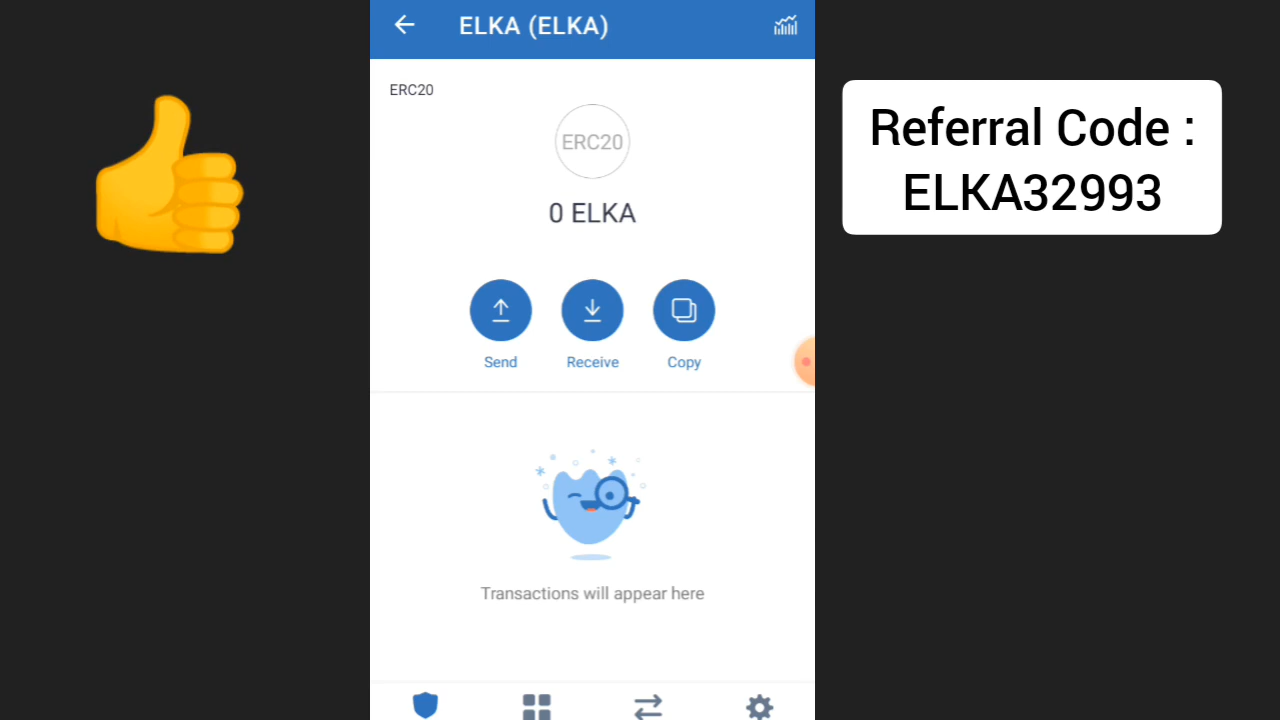 ELKA (ELKA)
ERC20
ERC20
0 ELKA
Send Receive Copy
Transactions will appear here
Referral Code :
ELKA32993